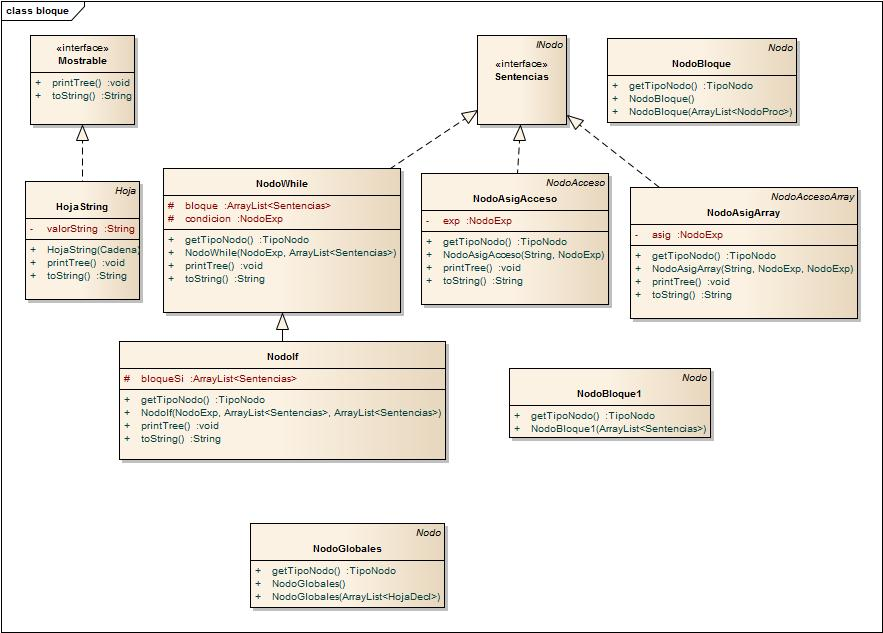 class bloque
«interface»
Mostrable
+ printTree() :void
+ toString() :String
INodo
«interface»
Sentencias
Nodo
NodoBloque
+ getTipoNodo() :TipoNodo
+ NodoBloque()
+ NodoBloque(ArrayList<NodoProc>)
Hoja
HojaString
- valorString :String
+ HojaString(Cadena
+ printTree() :void
+ toString() :String
NodoWhile
# bloque :ArrayList<Sentencias>
# condicion :NodoExp
+ getTipoNodo() :TipoNodo
+ NodoWhile(NodoExp, ArrayList<Sentencias>)
+ printTree() :void
+ toString() :String
NodoAcceso
NodoAsigAcceso
- exp :NodoExp
+ getTipoNodo() :TipoNodo
+ NodoAsigAcceso(String, NodoExp)
+ printTree() :void
+ toString() :String
NodoAccesoArray
NodoAsigArray
- asig :NodoExp
+ getTipoNodo() :TipoNodo
+ NodoAsigArray(String, NodoExp, NodoExp)
+ printTree() :void
+ toString() :String
NodoIf
# bloqueSi :ArrayList<Sentencias>
+ getTipoNodo() :TipoNodo
+ NodoIf(NodoExp, ArrayList<Sentencias>, ArrayList<Sentencias>)
+ printTree() :void
+ toString() :String
Nodo
NodoBloque1
+ getTipoNodo() :TipoNodo
+ NodoBloque1(ArrayList<Sentencias>)
Nodo
NodoGlobales
+ getTipoNodo() :TipoNodo
+ NodoGlobales()
+ NodoGlobales(ArrayList<HojaDecl>)